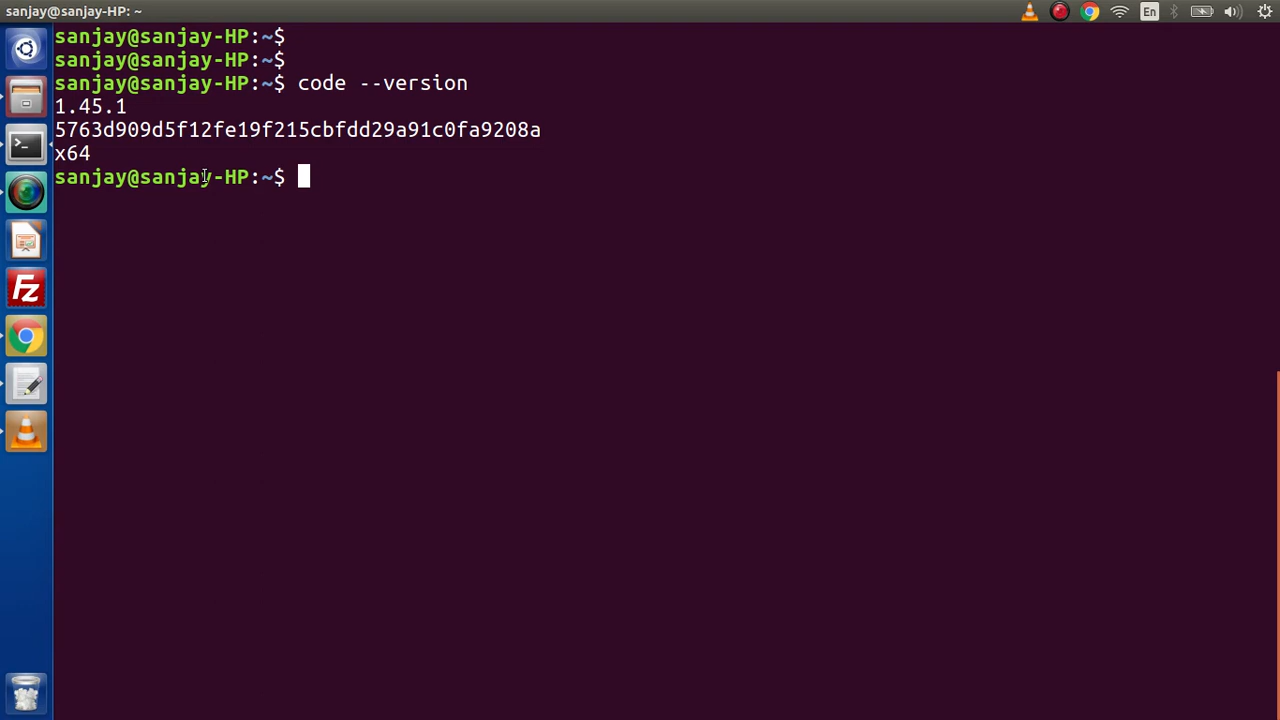 sanjay@sanjay-HP: ~
En
sanjay@sanjay-HP:~$
sanjay@sanjay-HP:~$
sanjay@sanjay-HP:~$ code --version
1.45.1
5763d909d5f12fe19f215cbfdd29a91c0fa9208a
x64
sanjay@sanjay-HP:~$
>_
Fz